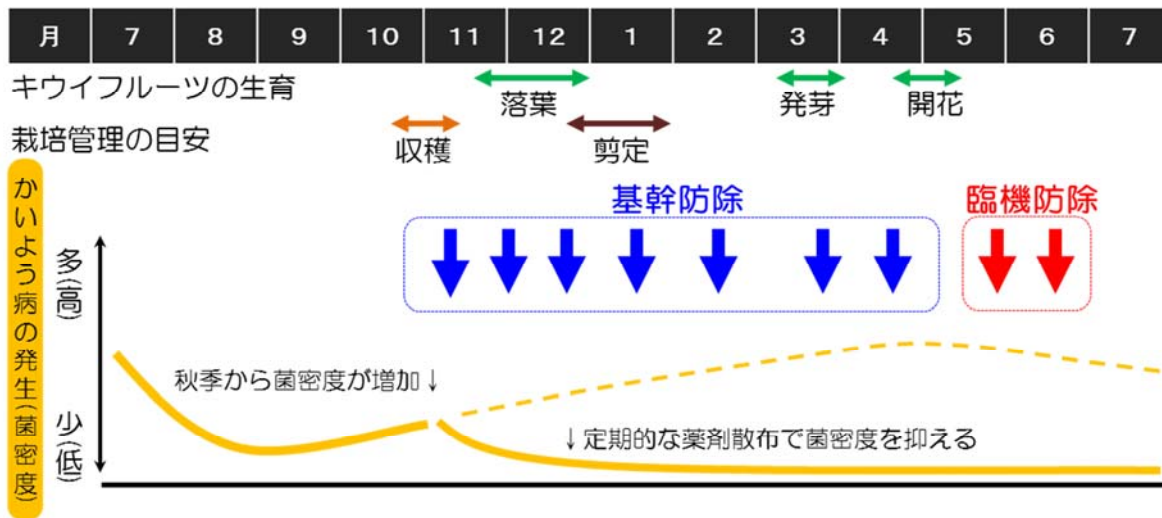 月 7 8 9 10 11 12 1 2 3 4 5 6 7
キウイフルーツの生育
落葉
発芽
開花
栽培管理の目安
収穫
剪定
かいよう病の発生(菌密度)
多(高)
少(低)
基幹防除
臨機防除
秋季から菌密度が増加↓
↓定期的な薬剤散布で菌密度を抑える